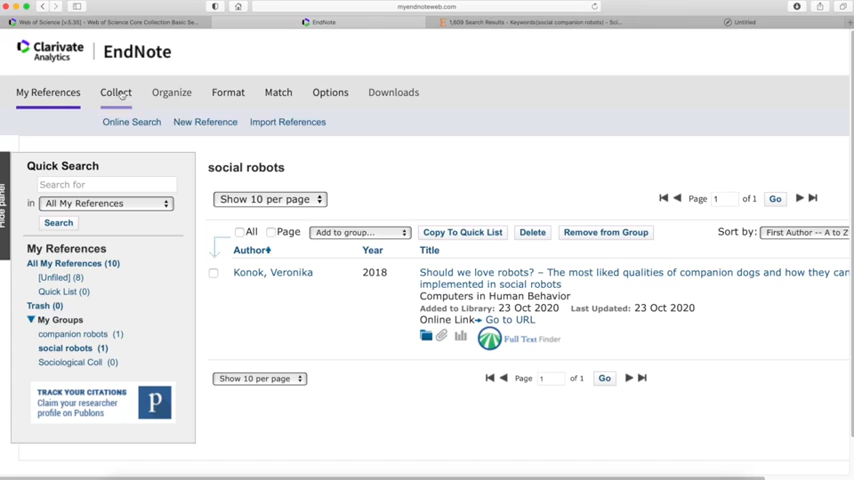 myendnoteweb.com
Web of Science [v.5.35] - Web of Science Core Collection Basic Se...
EndNote
1,609 Search Results - Keywords(social companion robots) - Sci...
Untitled
Clarivate
Analytics
EndNote
My References
Collect
Organize
Format
Match
Options
Downloads
Online Search
New Reference
Import References
Hide panel
Quick Search
Search for
in All My References
Search
My References
All My References (10)
[Unfiled] (8)
Quick List (0)
Trash (0)
My Groups
companion robots (1)
social robots (1)
Sociological Coll (0)
TRACK YOUR CITATIONS
Claim your researcher
profile on Publons
p
social robots
Show 10 per page
Page 1 of 1 Go
All Page Add to group... Copy To Quick List Delete Remove from Group Sort by: First Author -- A to Z
Author Year Title
Konok, Veronika 2018 Should we love robots? – The most liked qualities of companion dogs and how they can
implemented in social robots
Computers in Human Behavior
Added to Library: 23 Oct 2020 Last Updated: 23 Oct 2020
Online Link Go to URL
Full Text Finder
Show 10 per page
Page 1 of 1 Go